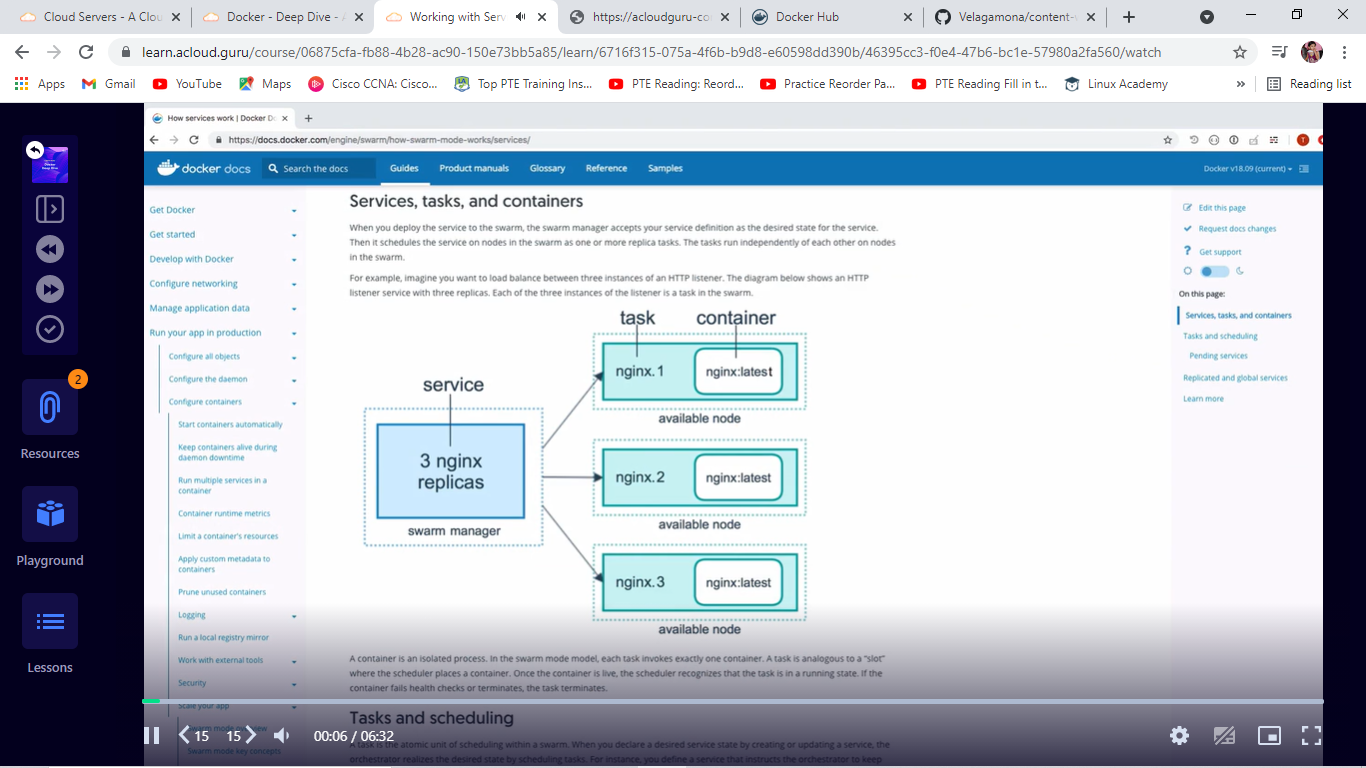 Cloud Servers - A Clou
Docker - Deep Dive - A
Working with Serv
https://acloudguru-co
Docker Hub
Velagamona/content-
learn.acloud.guru/course/06875cfa-fb88-4b28-ac90-150e73bb5a85/learn/6716f315-075a-4f6b-b9d8-e60598dd390b/46395cc3-f0e4-47b6-bc1e-57980a2fa560/watch
Apps
Gmail
YouTube
Maps
Cisco CCNA: Cisco...
Top PTE Training Ins...
PTE Reading: Reord...
Practice Reorder Pa...
PTE Reading Fill in t...
Linux Academy
»
Reading list
How services work | Docker Do
https://docs.docker.com/engine/swarm/how-swarm-mode-works/services/
docker docs
Search the docs
Guides
Product manuals
Glossary
Reference
Samples
Docker v18.09 (current)
2
Resources
Playground
Lessons
Get Docker
Get started
Develop with Docker
Configure networking
Manage application data
Run your app in production
Configure all objects
Configure the daemon
Configure containers
Start containers automatically
Keep containers alive during
daemon downtime
Run multiple services in a
container
Container runtime metrics
Limit a container's resources
Apply custom metadata to
containers
Prune unused containers
Logging
Run a local registry mirror
Work with external tools
Security
Scale your app
Swarm mode key concepts
Services, tasks, and containers
When you deploy the service to the swarm, the swarm manager accepts your service definition as the desired state for the service.
Then it schedules the service on nodes in the swarm as one or more replica tasks. The tasks run independently of each other on nodes
in the swarm.
For example, imagine you want to load balance between three instances of an HTTP listener. The diagram below shows an HTTP
listener service with three replicas. Each of the three instances of the listener is a task in the swarm.
task
container
service
3 nginx
replicas
swarm manager
nginx.1
nginx:latest
available node
nginx.2
nginx:latest
available node
nginx.3
nginx:latest
available node
A container is an isolated process. In the swarm mode model, each task invokes exactly one container. A task is analogous to a “slot”
where the scheduler places a container. Once the container is live, the scheduler recognizes that the task is in a running state. If the
container fails health checks or terminates, the task terminates.
Tasks and scheduling
A task is the atomic unit of scheduling within a swarm. When you declare a desired service state by creating or updating a service, the
orchestrator realizes the desired state by scheduling tasks. For instance, you define a service that instructs the orchestrator to keep
Edit this page
Request docs changes
Get support
On this page:
Services, tasks, and containers
Tasks and scheduling
Pending services
Replicated and global services
Learn more
15
15
00:06 / 06:32